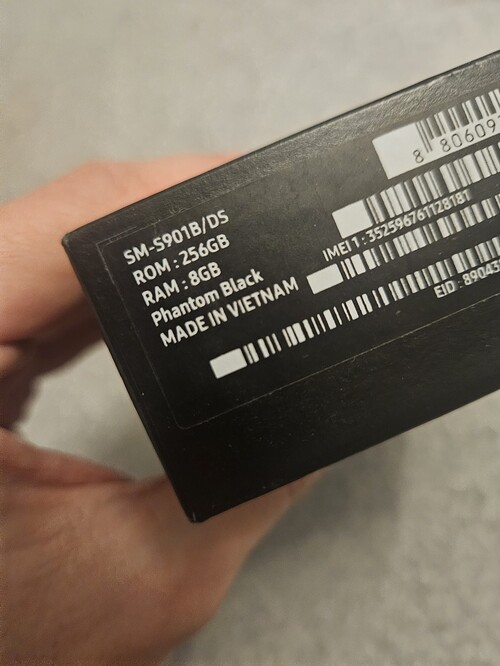 SM-S901B/DS
ROM : 256GB
RAM : 8GB
Phantom Black
MADE IN VIETNAM
8 80609
IMEI 1 : 352596761128181
EID : 89043